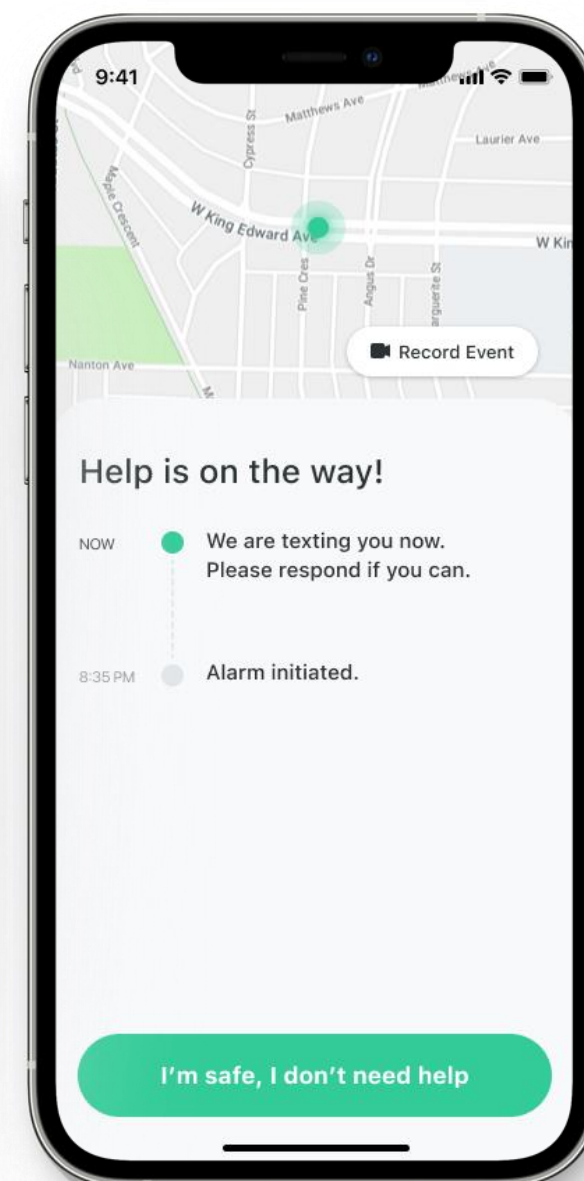 9:41
Matthews Ave
Cypress St
Laurier Ave
Maple Crescent
W King Edward Ave
W Kin
Pine Cres
Angus Dr
arguerite St
Record Event
Nanton Ave
Help is on the way!
NOW
We are texting you now.
Please respond if you can.
8:35 PM
Alarm initiated.
I'm safe, I don't need help